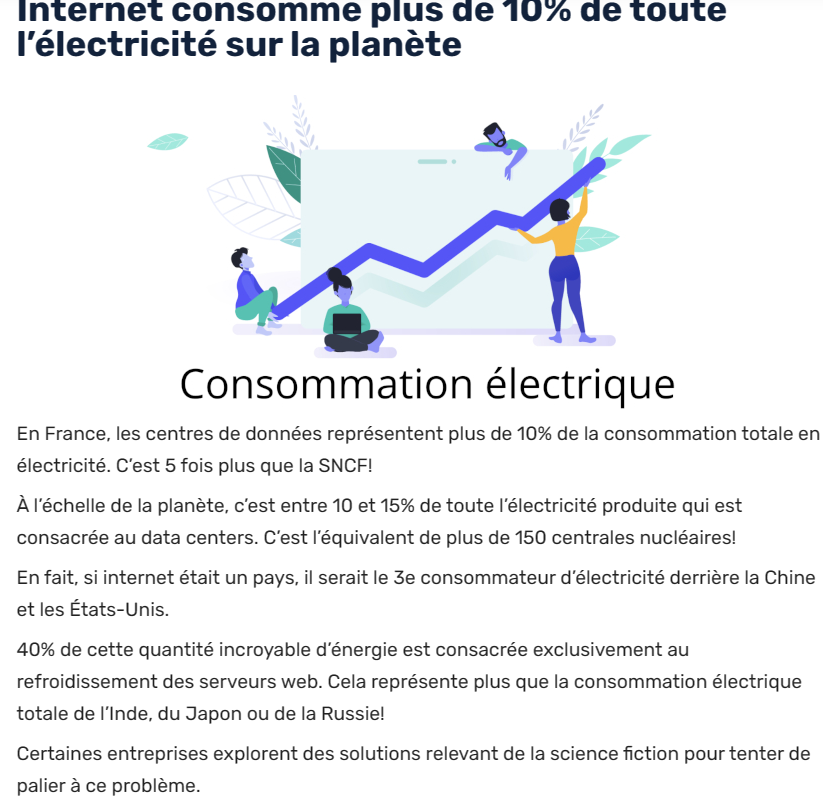 Internet consomme plus de 10% de toute
l’électricité sur la planète
Consommation électrique
En France, les centres de données représentent plus de 10% de la consommation totale en
électricité. C’est 5 fois plus que la SNCF!
À l’échelle de la planète, c’est entre 10 et 15% de toute l’électricité produite qui est
consacrée au data centers. C’est l’équivalent de plus de 150 centrales nucléaires!
En fait, si internet était un pays, il serait le 3e consommateur d’électricité derrière la Chine
et les États-Unis.
40% de cette quantité incroyable d’énergie est consacrée exclusivement au
refroidissement des serveurs web. Cela représente plus que la consommation électrique
totale de l’Inde, du Japon ou de la Russie!
Certaines entreprises explorent des solutions relevant de la science fiction pour tenter de
palier à ce problème.